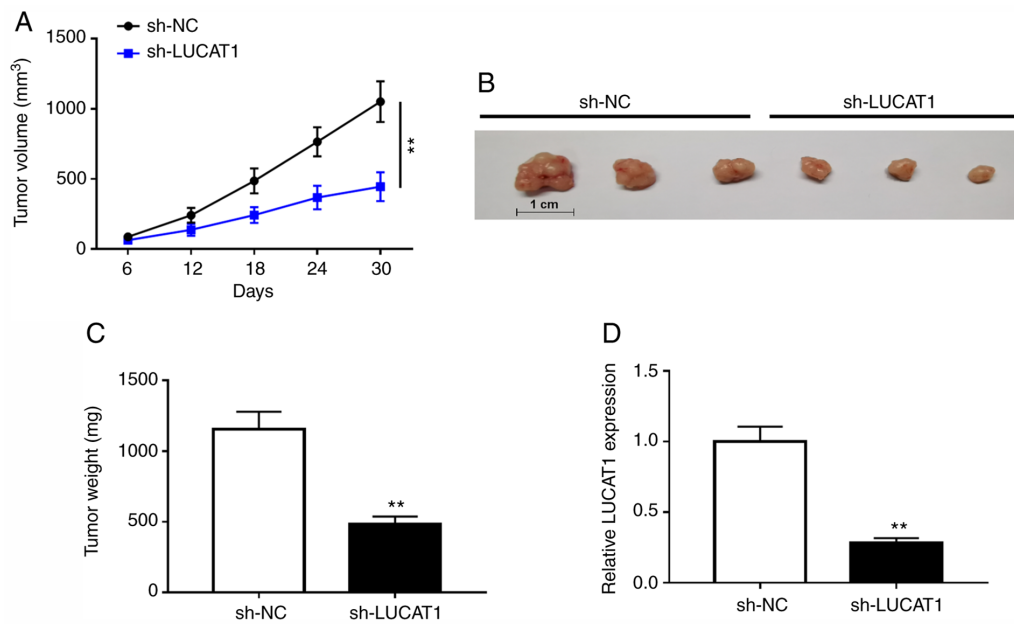 A
sh-NC
sh-LUCAT1
Tumor volume (mm³)
1500
1000
500
0
6 12 18 24 30
Days
**
B
sh-NC sh-LUCAT1
1 cm
C
Tumor weight (mg)
1500
1000
500
0
**
sh-NC sh-LUCAT1
D
Relative LUCAT1 expression
1.5
1.0
0.5
0.0
**
sh-NC sh-LUCAT1